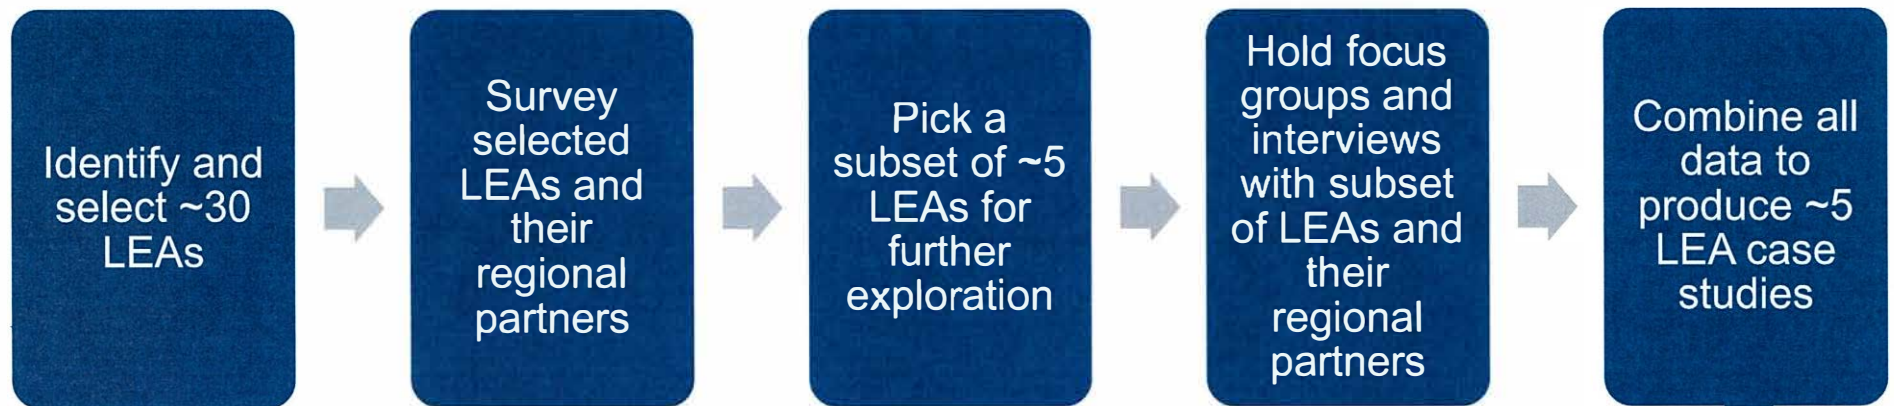 Identify and
select ~30
LEAs
Survey
selected
LEAs and
their
regional
partners
Pick a
subset of ~5
LEAs for
further
exploration
Hold focus
groups and
interviews
with subset
of LEAs and
their
regional
partners
Combine all
data to
produce ~5
LEA case
studies